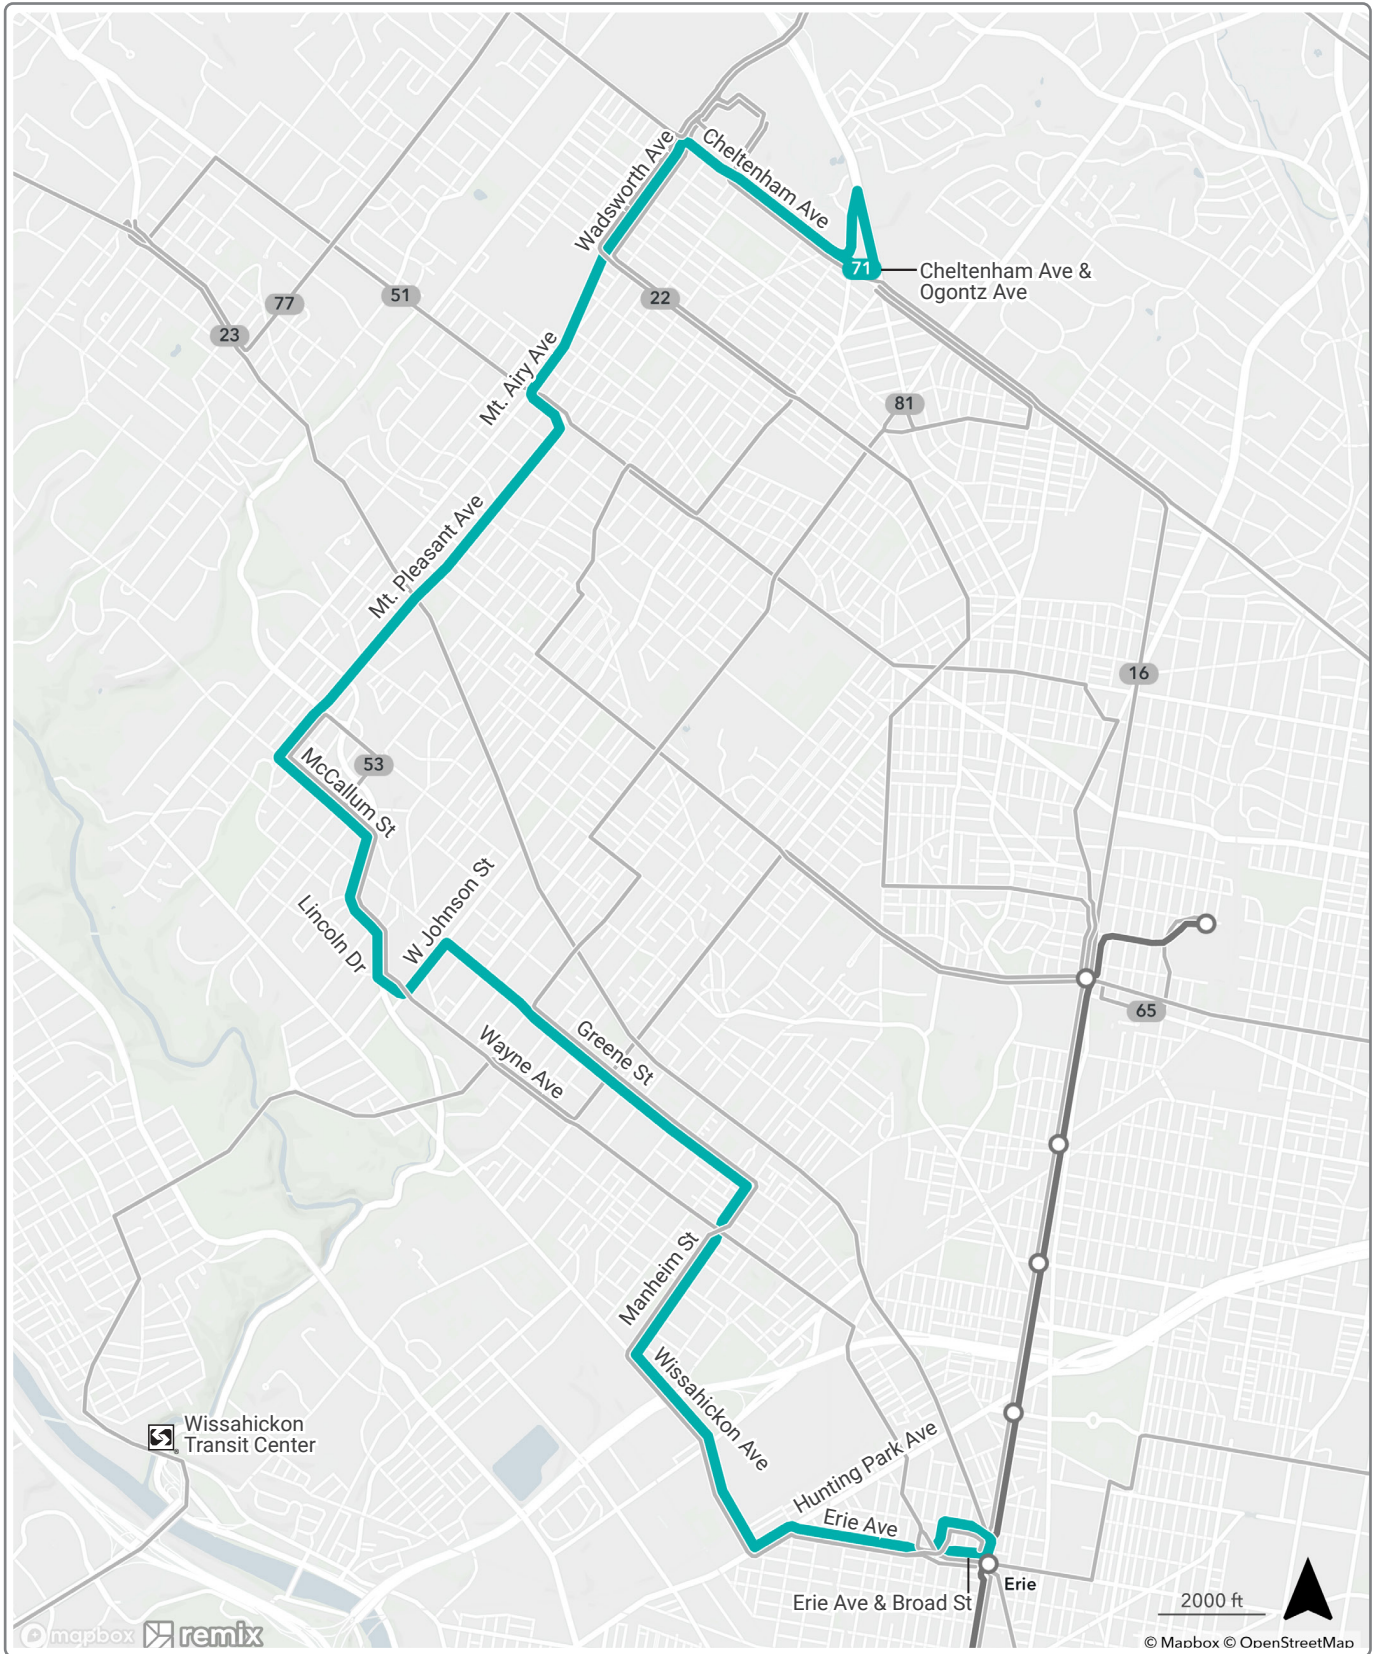 Wadsworth Ave
Cheltenham Ave
71
Cheltenham Ave &
Ogontz Ave
77
51
22
23
Mt. Airy Ave
81
Mt. Pleasant Ave
16
53
McCallum St
W Johnson St
Lincoln Dr
65
Greene St
Wayne Ave
Manheim St
Wissahickon Ave
Wissahickon
Transit Center
Hunting Park Ave
Erie Ave
Erie
Erie Ave & Broad St
2000 ft
mapbox
remix
© Mapbox © OpenStreetMap